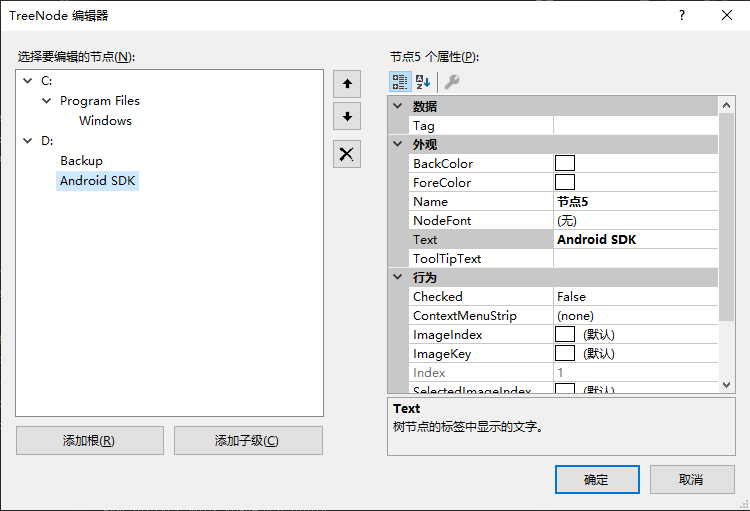 TreeNode 编辑器
选择要编辑的节点(N):
C:
Program Files
Windows
D:
Backup
Android SDK
添加根(R)
添加子级(C)
节点5 个属性(P):
数据
Tag
外观
BackColor
ForeColor
Name 节点5
NodeFont (无)
Text Android SDK
ToolTipText
行为
Checked False
ContextMenuStrip (none)
ImageIndex (默认)
ImageKey (默认)
Index 1
SelectedImageIndex (默认)
Text
树节点的标签中显示的文字。
确定
取消